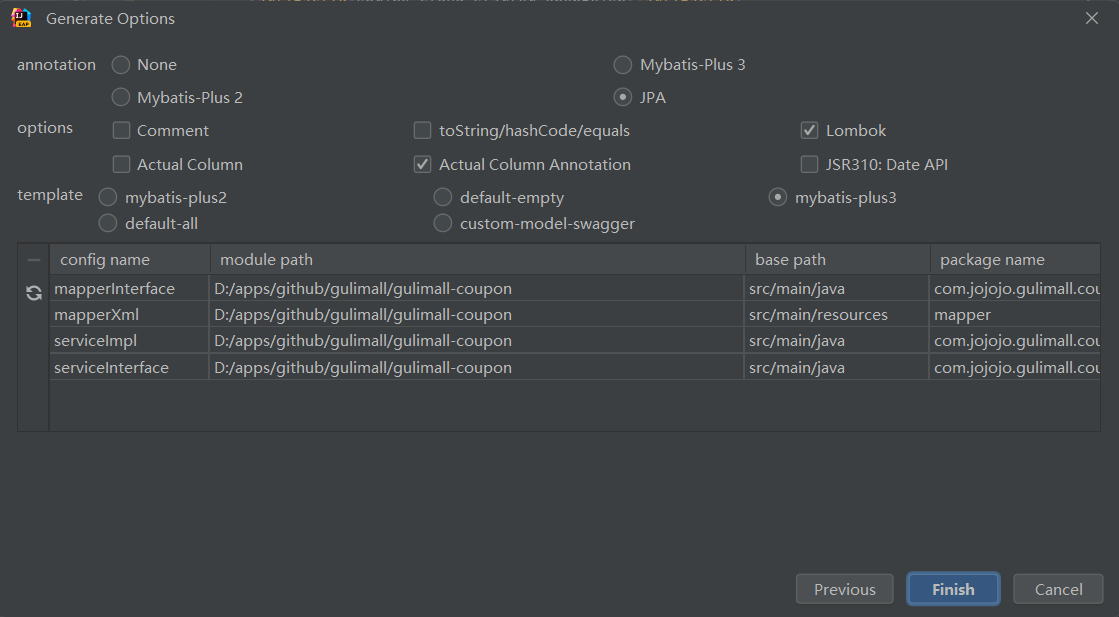 Generate Options
annotation None Mybatis-Plus 3
Mybatis-Plus 2 JPA
options Comment toString/hashCode/equals Lombok
Actual Column Actual Column Annotation JSR310: Date API
template mybatis-plus2 default-empty mybatis-plus3
default-all custom-model-swagger
config name module path base path package name
mapperInterface D:/apps/github/gulimall/gulimall-coupon src/main/java com.jojojo.gulimall.cou
mapperXml D:/apps/github/gulimall/gulimall-coupon src/main/resources mapper
serviceImpl D:/apps/github/gulimall/gulimall-coupon src/main/java com.jojojo.gulimall.cou
serviceInterface D:/apps/github/gulimall/gulimall-coupon src/main/java com.jojojo.gulimall.cou
Previous Finish Cancel